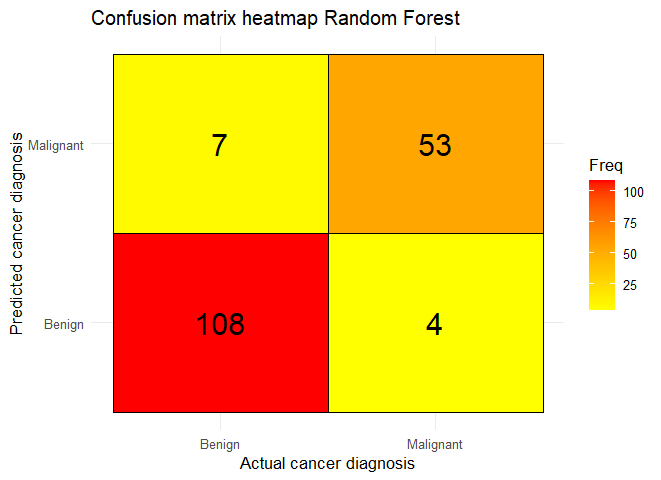 Confusion matrix heatmap Random Forest
Predicted cancer diagnosis
Malignant
Benign
7
53
108
4
Benign
Malignant
Actual cancer diagnosis
Freq
100
75
50
25